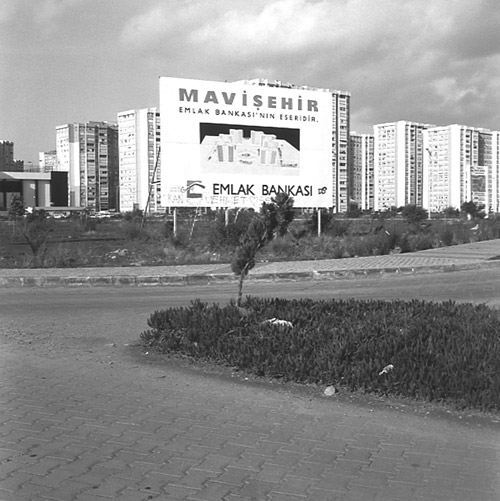 MAVİŞEHİR
EMLAK BANKASI'NIN ESERİDİR.
EMLAK BANKASI